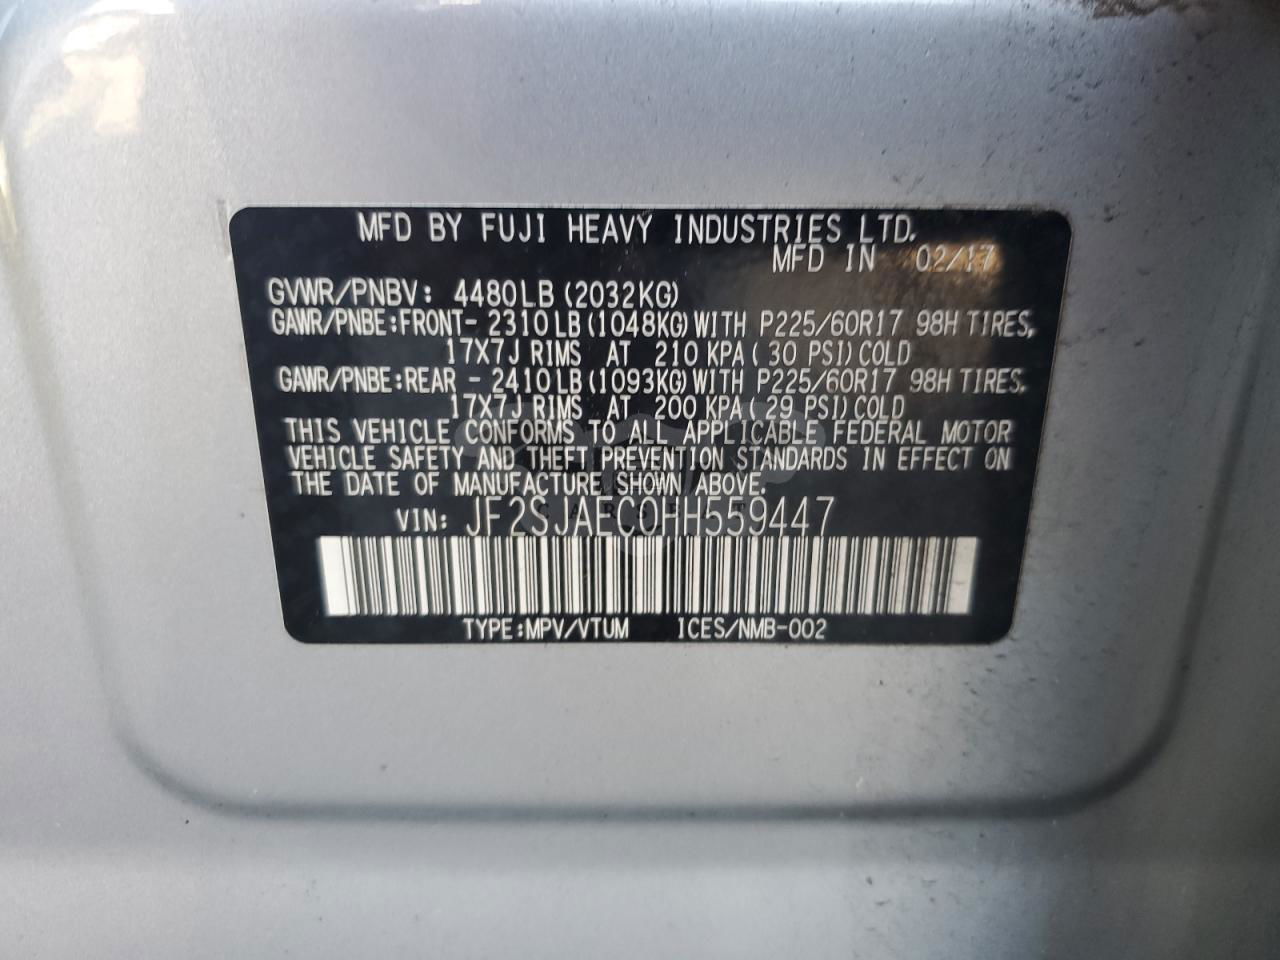 MFD BY FUJI HEAVY INDUSTRIES LTD.
MFD IN 02/17
GVWR/PNBV: 4480LB (2032KG)
GAWR/PNBE:FRONT- 2310 LB (1048KG) WITH P225/60R17 98H TIRES,
17X7J RIMS AT 210 KPA ( 30 PSI) COLD
GAWR/PNBE:REAR - 2410 LB (1093KG) WITH P225/60R17 98H TIRES.
17X7J RIMS AT 200 KPA ( 29 PSI) COLD
THIS VEHICLE CONFORMS TO ALL APPLICABLE FEDERAL MOTOR
VEHICLE SAFETY AND THEFT PREVENTION STANDARDS IN EFFECT ON
THE DATE OF MANUFACTURE SHOWN ABOVE.
VIN: JF2SJAEC0HH559447
TYPE:MPV/VTUM ICES/NMB-002